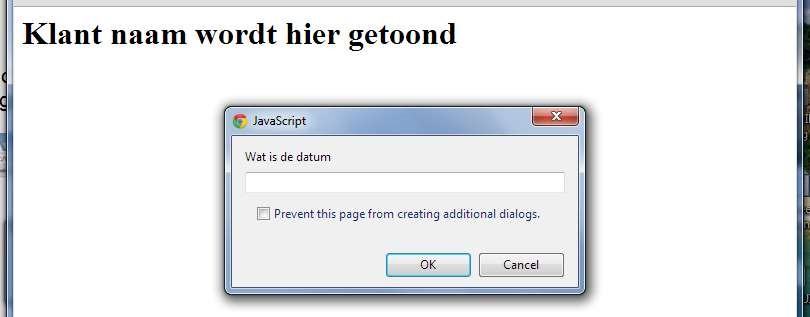 Klant naam wordt hier getoond
JavaScript
Wat is de datum
Prevent this page from creating additional dialogs.
OK
Cancel